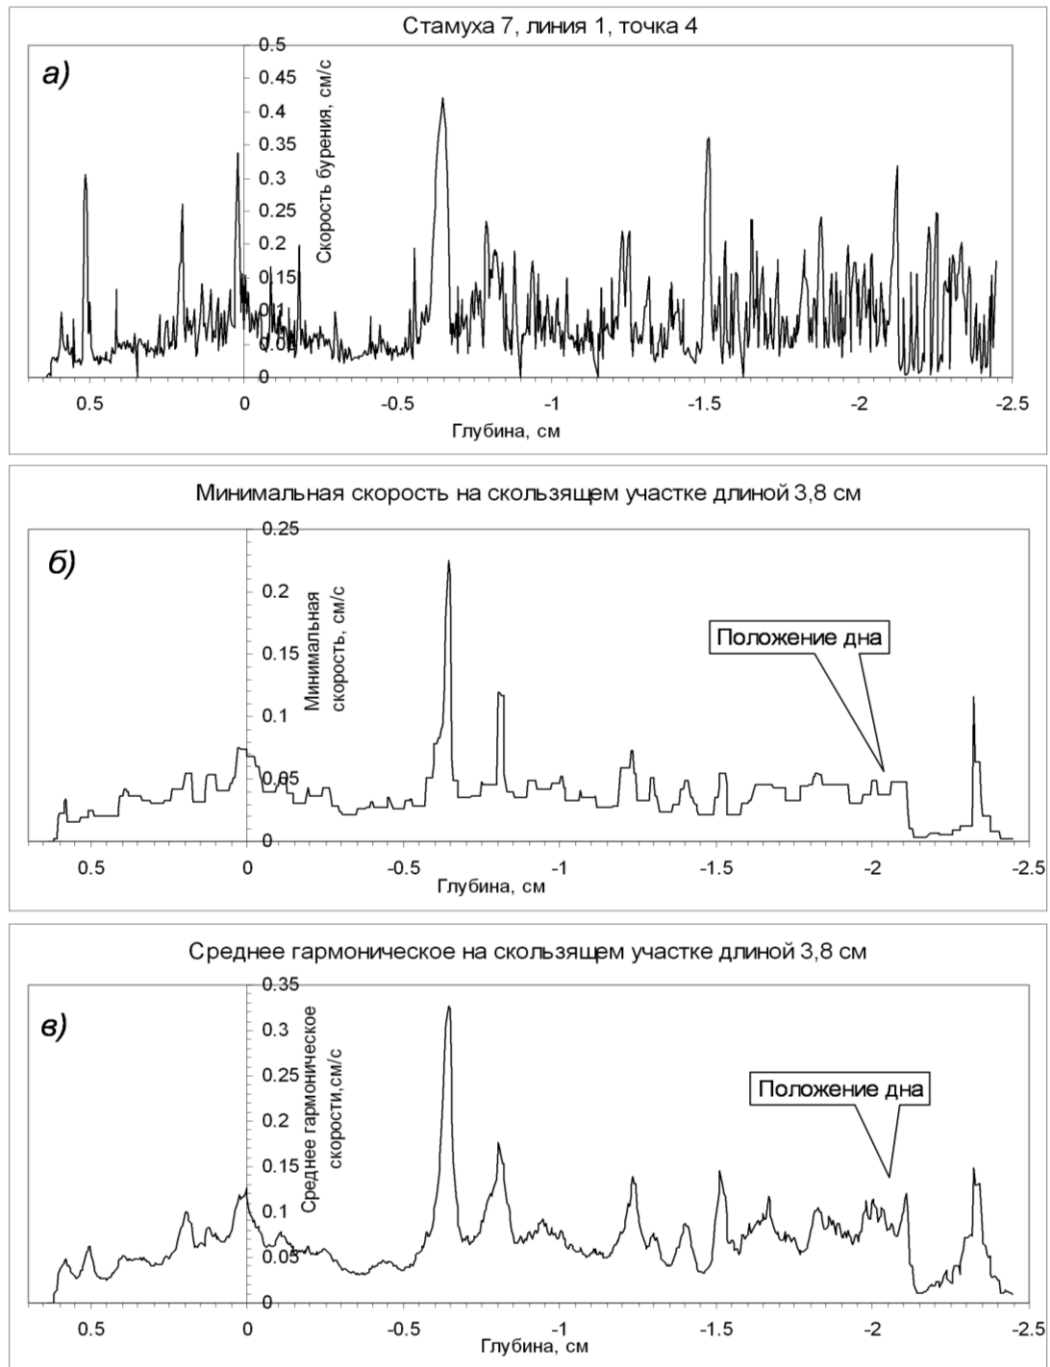 Стамуха 7, линия 1, точка 4
а)
0.5
0.45
0.4
0.35
0.3
0.25
0.2
0.15
0.1
0.05
0
Скорость бурения, см/с
0.5 0 -0.5 -1 -1.5 -2 -2.5
Глубина, см
Минимальная скорость на скользящем участке длиной 3,8 см
б)
0.25
0.2
0.15
0.1
0.05
0
Минимальная
скорость, см/с
Положение дна
0.5 0 -0.5 -1 -1.5 -2 -2.5
Глубина, см
Среднее гармоническое на скользящем участке длиной 3,8 см
в)
0.35
0.3
0.25
0.2
0.15
0.1
0.05
0
Среднее гармоническое
скорости,см/с
Положение дна
0.5 0 -0.5 -1 -1.5 -2 -2.5
Глубина, см